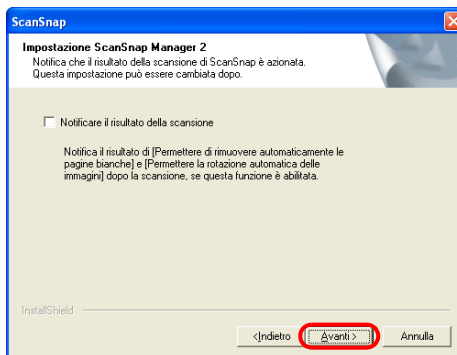 ScanSnap
Impostazione ScanSnap Manager 2
Notifica che il risultato della scansione di ScanSnap è azionata.
Questa impostazione può essere cambiata dopo.
Notificare il risultato della scansione
Notifica il risultato di [Permettere di rimuovere automaticamente le
pagine bianche] e [Permettere la rotazione automatica delle
immagini] dopo la scansione, se questa funzione è abilitata.
InstallShield
<Indietro Avanti> Annulla